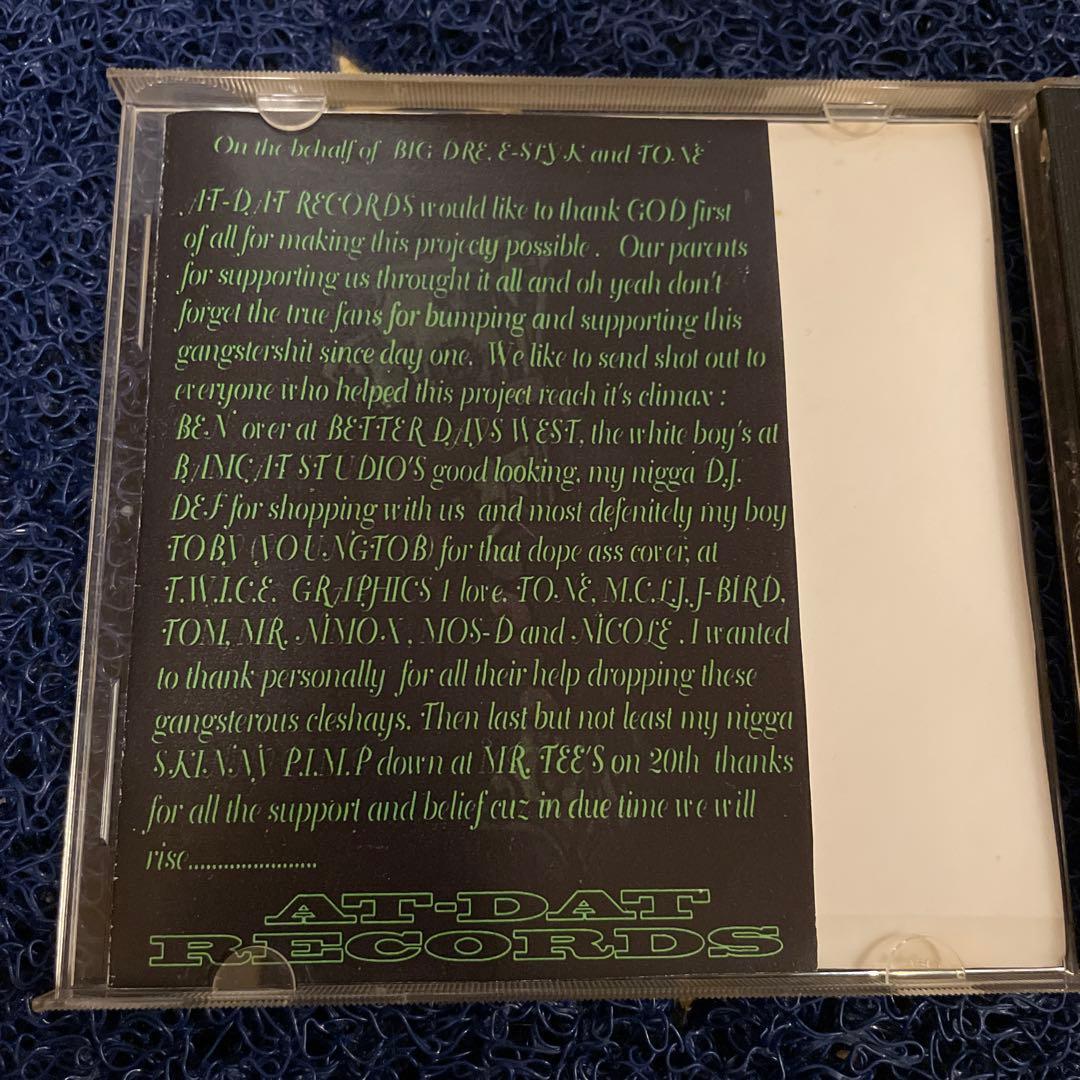 On the behalf of BIG DRE, E-SIYK and TO.NE
AT-DAT RECORDS would like to thank GOD first
of all for making this projecty possible. Our parents
for supporting us throught it all and oh yeah don't
forget the true fans for bumping and supporting this
gangstershit since day one. We like to send shot out to
everyone who helped this project reach it's climax :
BEN over at BETTER DAYS WEST, the white boy's at
BAMCAT STUDIO'S good looking, my nigga D.J.
DEF for shopping with us and most defenitely my boy
TOBY (YOUNGTOB) for that dope ass cover, at
T.W.I.C.E. GRAPHICS I love, TO.NE, M.C.L.J. J-BIRD,
TOM, MR. NIMOX, MOS-D and NICOLE. I wanted
to thank personally for all their help dropping these
gangsterous cleshays. Then last but not least my nigga
SKINNY P.I.M.P down at MR. TEE'S on 20th thanks
for all the support and belief cuz in due time we will
rise.....................
AT-DAT
RECORDS